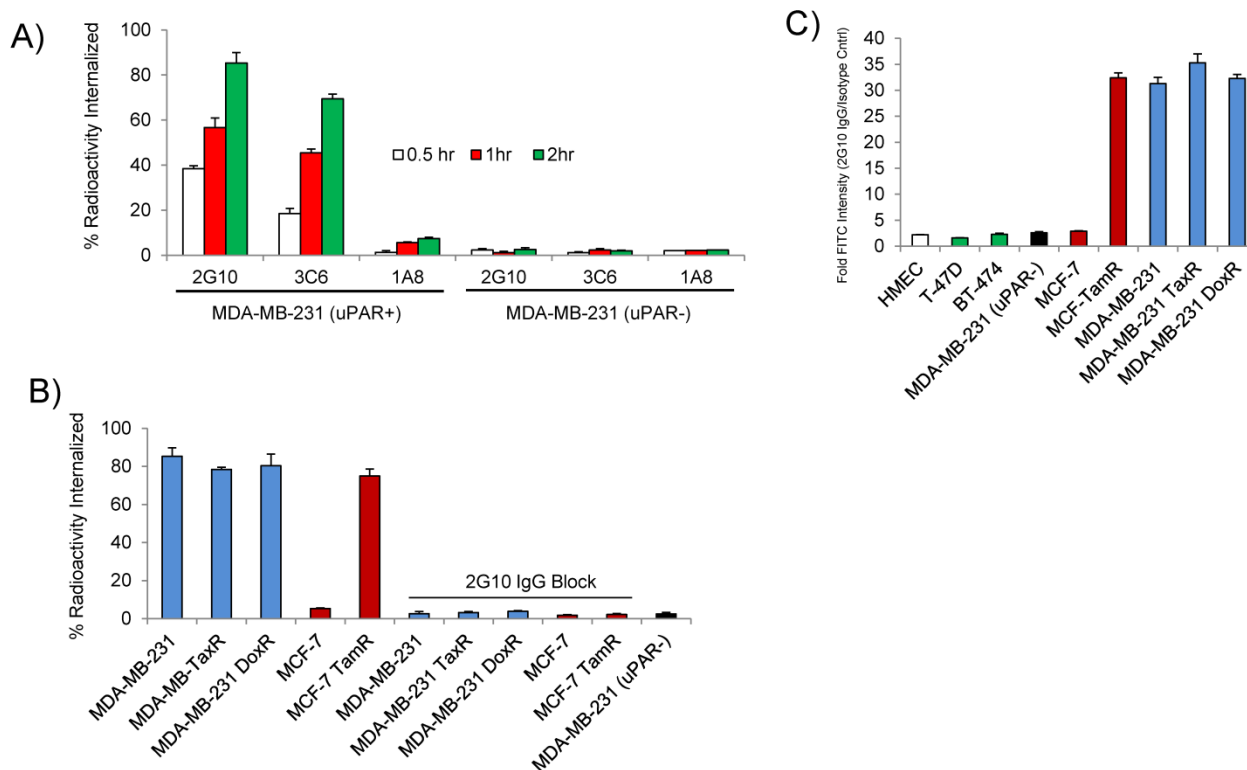 A)
% Radioactivity Internalized
100
80
60
40
20
0
0.5 hr 1hr 2hr
2G10 3C6 1A8 2G10 3C6 1A8
MDA-MB-231 (uPAR+) MDA-MB-231 (uPAR-)
B)
% Radioactivity Internalized
100
80
60
40
20
0
2G10 IgG Block
MDA-MB-231
MDA-MB-TaxR
MDA-MB-231 DoxR
MCF-7
MCF-7 TamR
MDA-MB-231
MDA-MB-231 TaxR
MDA-MB-231 DoxR
MCF-7
MCF-7 TamR
MDA-MB-231 (uPAR-)
C)
Fold FITC Intensity (2G10 IgG/Isotype Cntrl)
40
35
30
25
20
15
10
5
0
HMEC
T-47D
BT-474
MDA-MB-231 (uPAR-)
MCF-7
MCF-TamR
MDA-MB-231
MDA-MB-231 TaxR
MDA-MB-231 DoxR